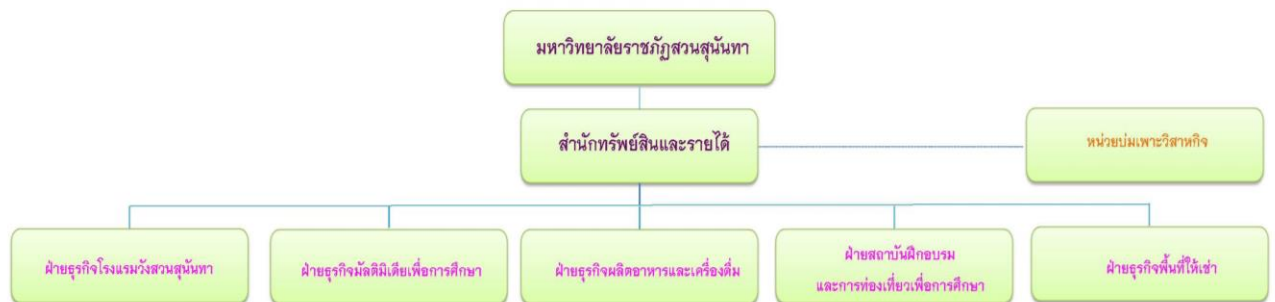 มหาวิทยาลัยราชภัฏสวนสุนันทา
สำนักทรัพย์สินและรายได้
หน่วยบ่มเพาะวิสาหกิจ
ฝ่ายธุรกิจโรงแรมวังสวนสุนันทา
ฝ่ายธุรกิจมัลติมิเดียเพื่อการศึกษา
ฝ่ายธุรกิจผลิตอาหารและเครื่องดื่ม
ฝ่ายสถาบันฝึกอบรม
และการท่องเที่ยวเพื่อการศึกษา
ฝ่ายธุรกิจพื้นที่ให้เช่า